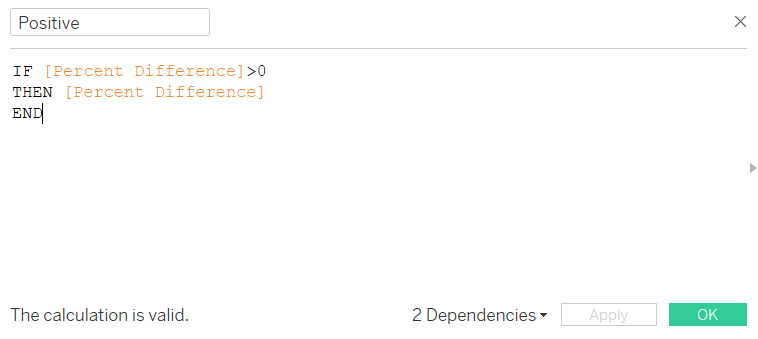 Positive
IF [Percent Difference]>0
THEN [Percent Difference]
END
The calculation is valid.
2 Dependencies
Apply
OK